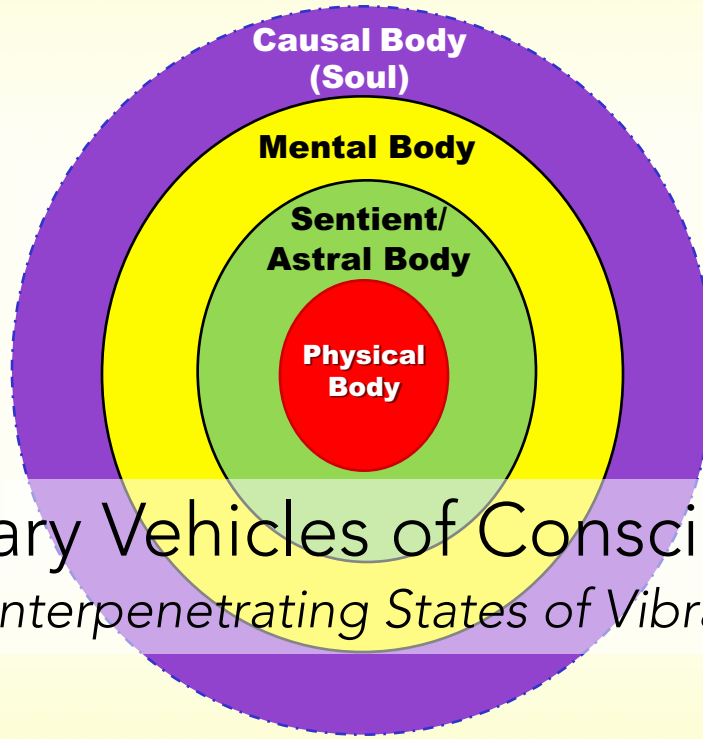 Causal Body
(Soul)
Mental Body
Sentient/
Astral Body
Physical
Body
ary Vehicles of Consci
nterpenetrating States of Vibra